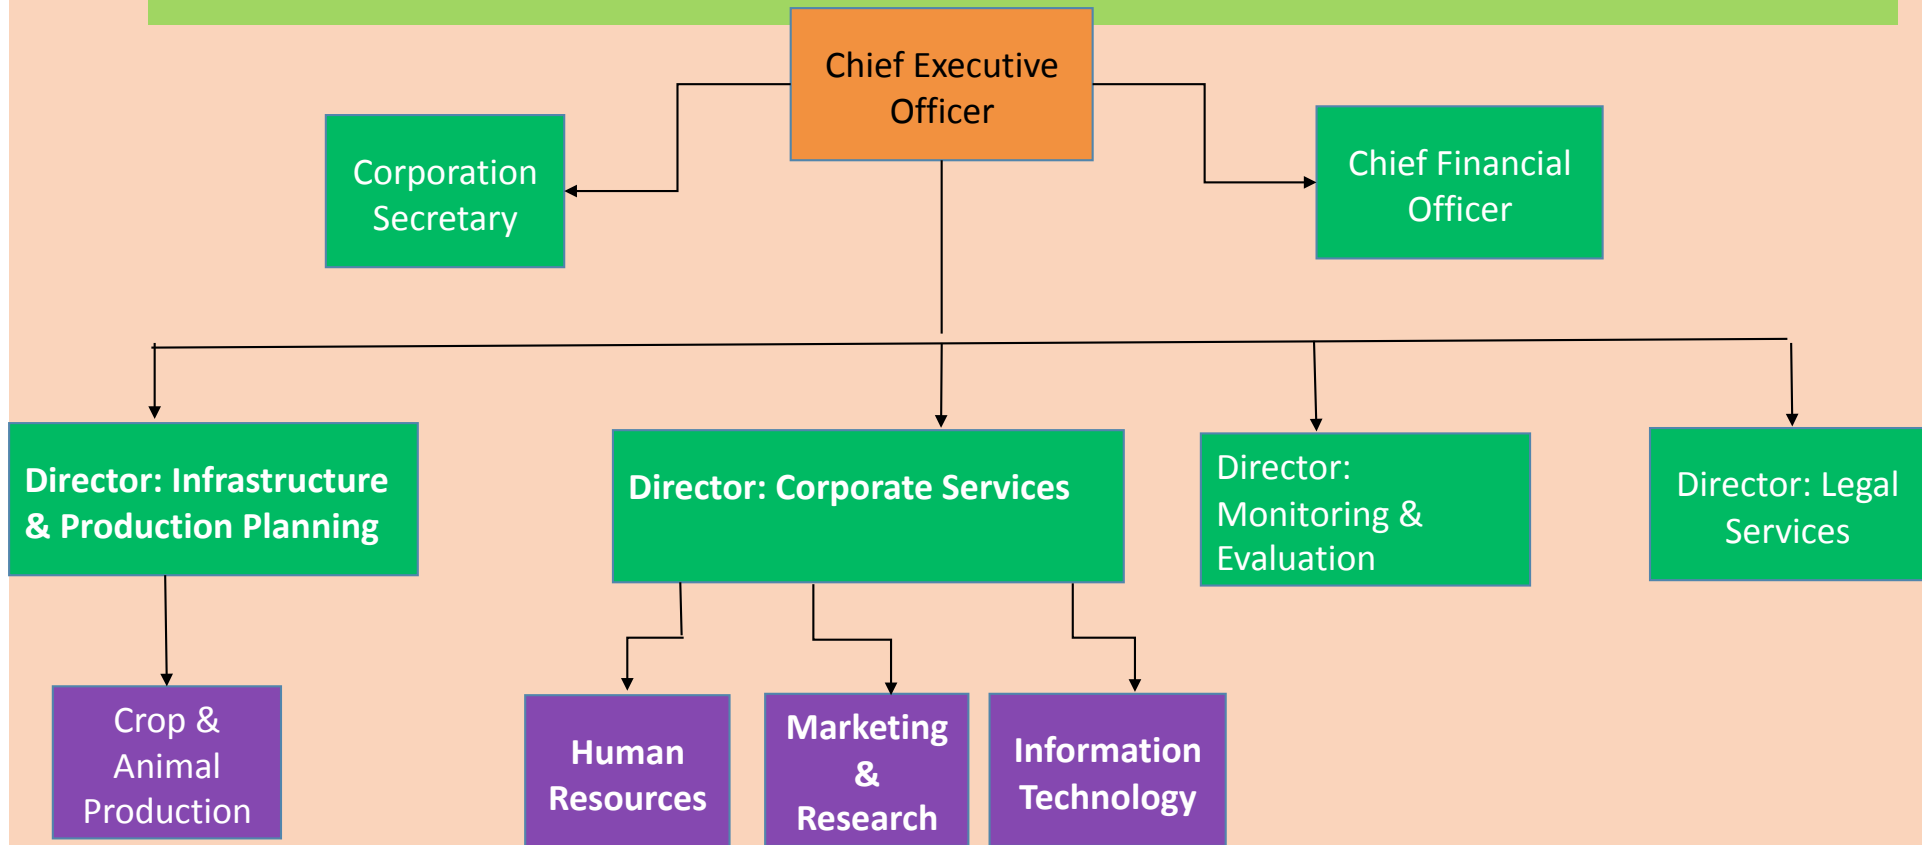 Chief Executive
Officer
Corporation
Secretary
Chief Financial
Officer
Director: Infrastructure
& Production Planning
Director: Corporate Services
Director:
Monitoring &
Evaluation
Director: Legal
Services
Crop &
Animal
Production
Human
Resources
Marketing
&
Research
Information
Technology